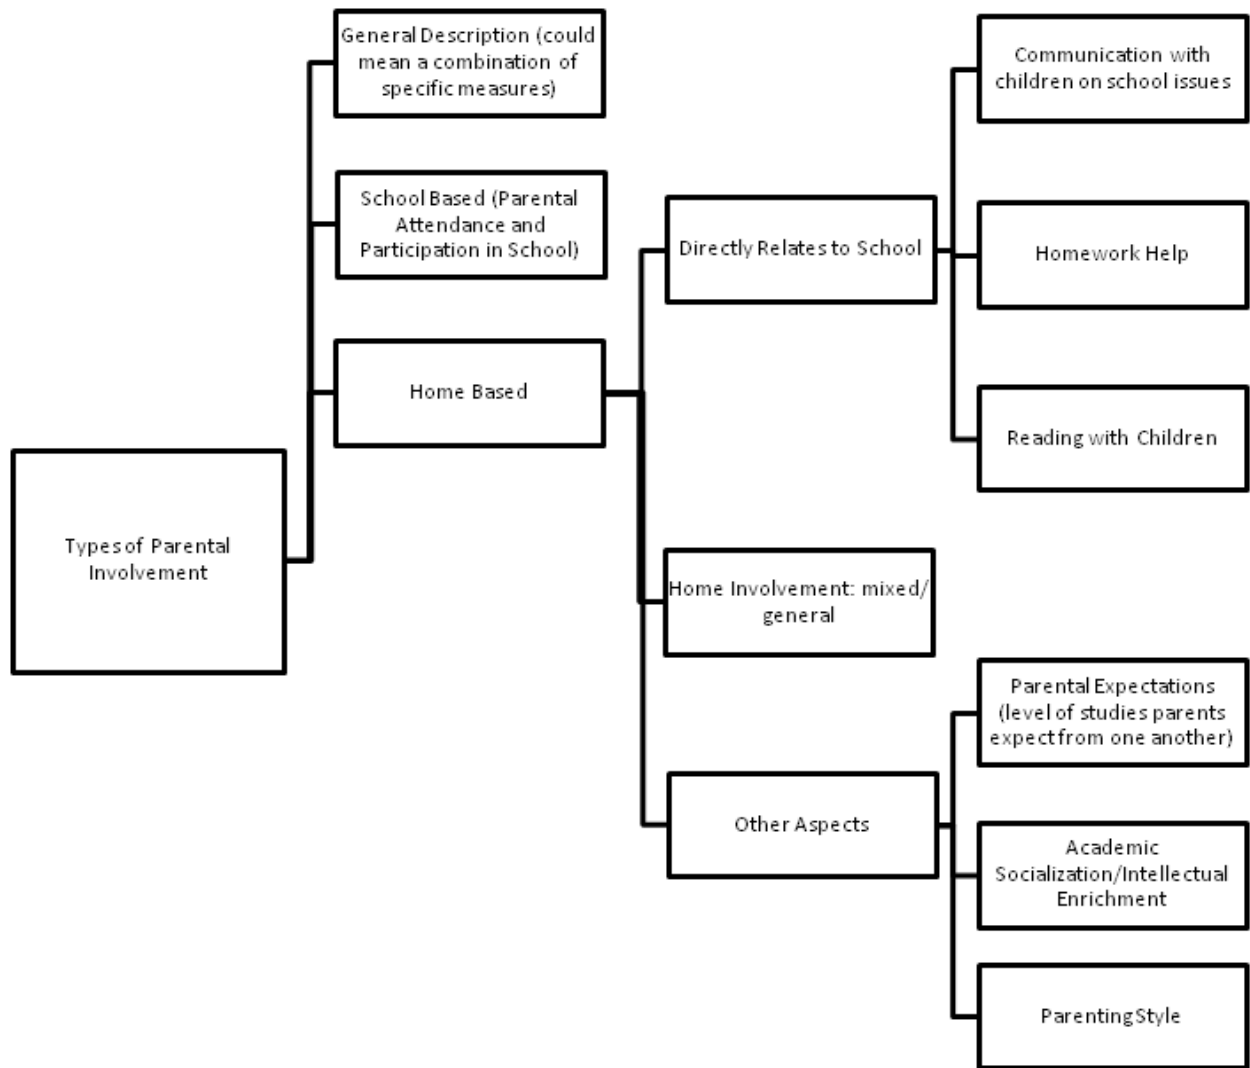 General Description (could
mean a combination of
specific measures)
School Based (Parental
Attendance and
Participation in School)
Home Based
Types of Parental
Involvement
Directly Relates to School
Home Involvement: mixed/
general
Other Aspects
Communication with
children on school issues
Homework Help
Reading with Children
Parental Expectations
(level of studies parents
expect from one another)
Academic
Socialization/Intellectual
Enrichment
Parenting Style